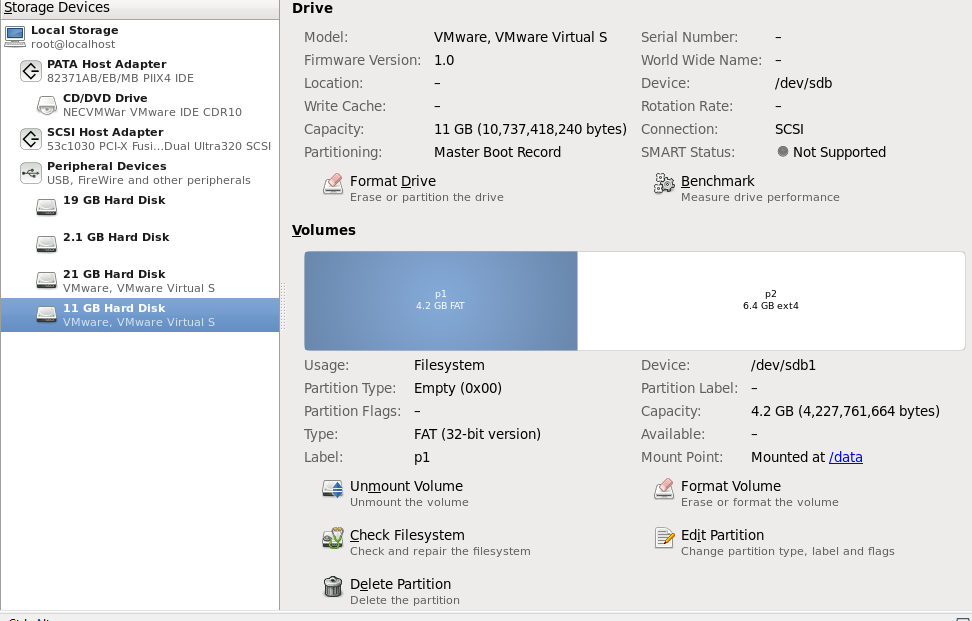 Storage Devices
Local Storage
root@localhost
PATA Host Adapter
82371AB/EB/MB PIIX4 IDE
CD/DVD Drive
NECVMWar VMware IDE CDR10
SCSI Host Adapter
53c1030 PCI-X Fusi...Dual Ultra320 SCSI
Peripheral Devices
USB, FireWire and other peripherals
19 GB Hard Disk
2.1 GB Hard Disk
21 GB Hard Disk
VMware, VMware Virtual S
11 GB Hard Disk
VMware, VMware Virtual S
Drive
Model: VMware, VMware Virtual S Serial Number: –
Firmware Version: 1.0 World Wide Name: –
Location: – Device: /dev/sdb
Write Cache: – Rotation Rate: –
Capacity: 11 GB (10,737,418,240 bytes) Connection: SCSI
Partitioning: Master Boot Record SMART Status: Not Supported
Format Drive Benchmark
Erase or partition the drive Measure drive performance
Volumes
p1 p2
4.2 GB FAT 6.4 GB ext4
Usage: Filesystem Device: /dev/sdb1
Partition Type: Empty (0x00) Partition Label: –
Partition Flags: – Capacity: 4.2 GB (4,227,761,664 bytes)
Type: FAT (32-bit version) Available: –
Label: p1 Mount Point: Mounted at /data
Unmount Volume Format Volume
Unmount the volume Erase or format the volume
Check Filesystem Edit Partition
Check and repair the filesystem Change partition type, label and flags
Delete Partition
Delete the partition